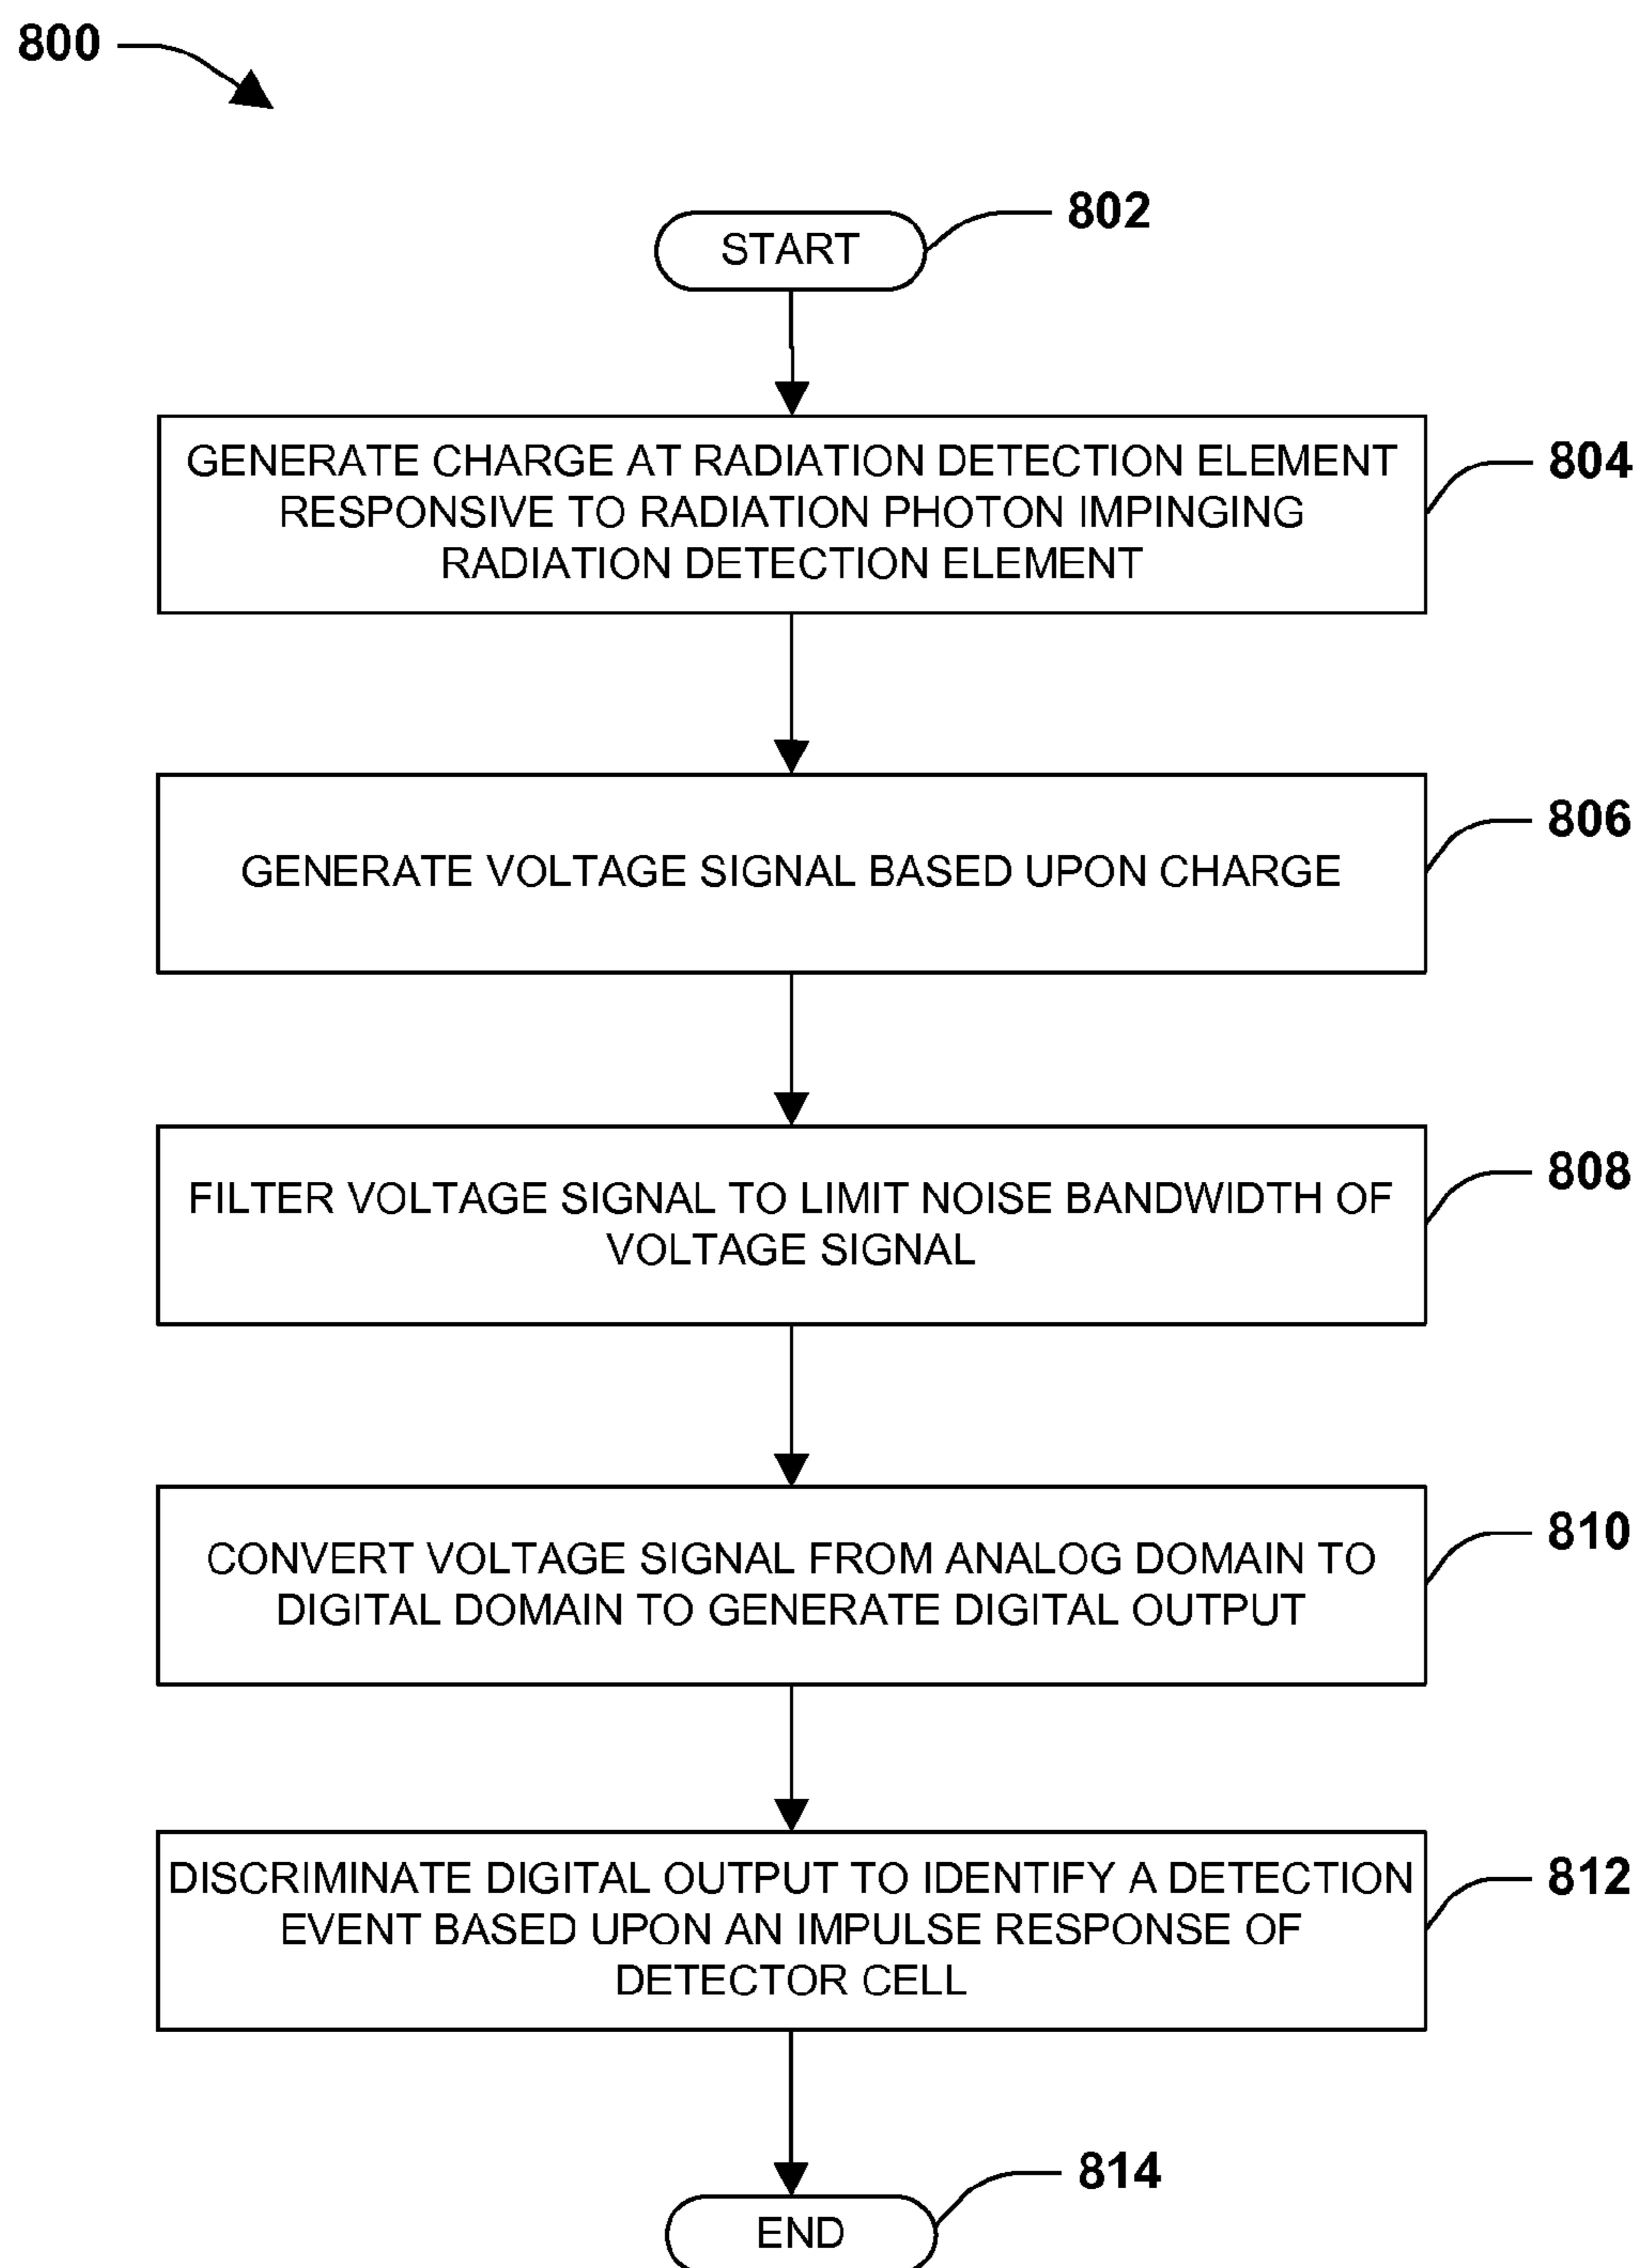 800
START
802
GENERATE CHARGE AT RADIATION DETECTION ELEMENT
RESPONSIVE TO RADIATION PHOTON IMPINGING
RADIATION DETECTION ELEMENT
804
GENERATE VOLTAGE SIGNAL BASED UPON CHARGE
806
FILTER VOLTAGE SIGNAL TO LIMIT NOISE BANDWIDTH OF
VOLTAGE SIGNAL
808
CONVERT VOLTAGE SIGNAL FROM ANALOG DOMAIN TO
DIGITAL DOMAIN TO GENERATE DIGITAL OUTPUT
810
DISCRIMINATE DIGITAL OUTPUT TO IDENTIFY A DETECTION
EVENT BASED UPON AN IMPULSE RESPONSE OF
DETECTOR CELL
812
END
814